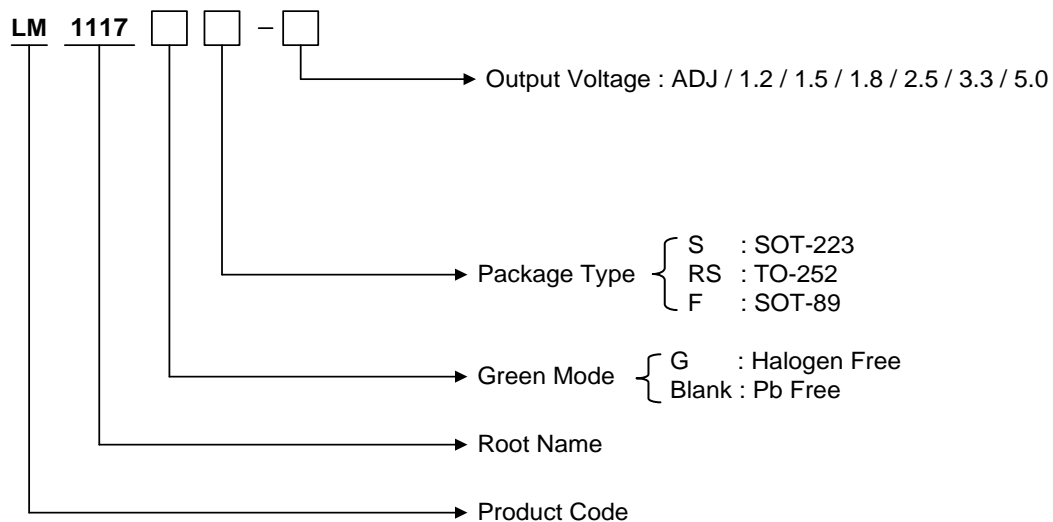 LM 1117 –
Output Voltage : ADJ / 1.2 / 1.5 / 1.8 / 2.5 / 3.3 / 5.0
S : SOT-223
Package Type RS : TO-252
F : SOT-89
G : Halogen Free
Green Mode
Blank : Pb Free
Root Name
Product Code